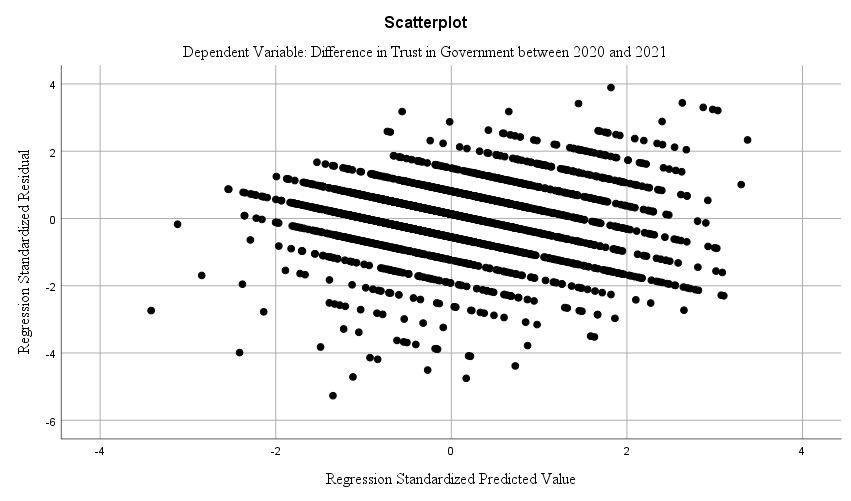 Scatterplot
Dependent Variable: Difference in Trust in Government between 2020 and 2021
Regression Standardized Residual
4
2
0
-2
-4
-6
-4
-2
0
2
4
Regression Standardized Predicted Value